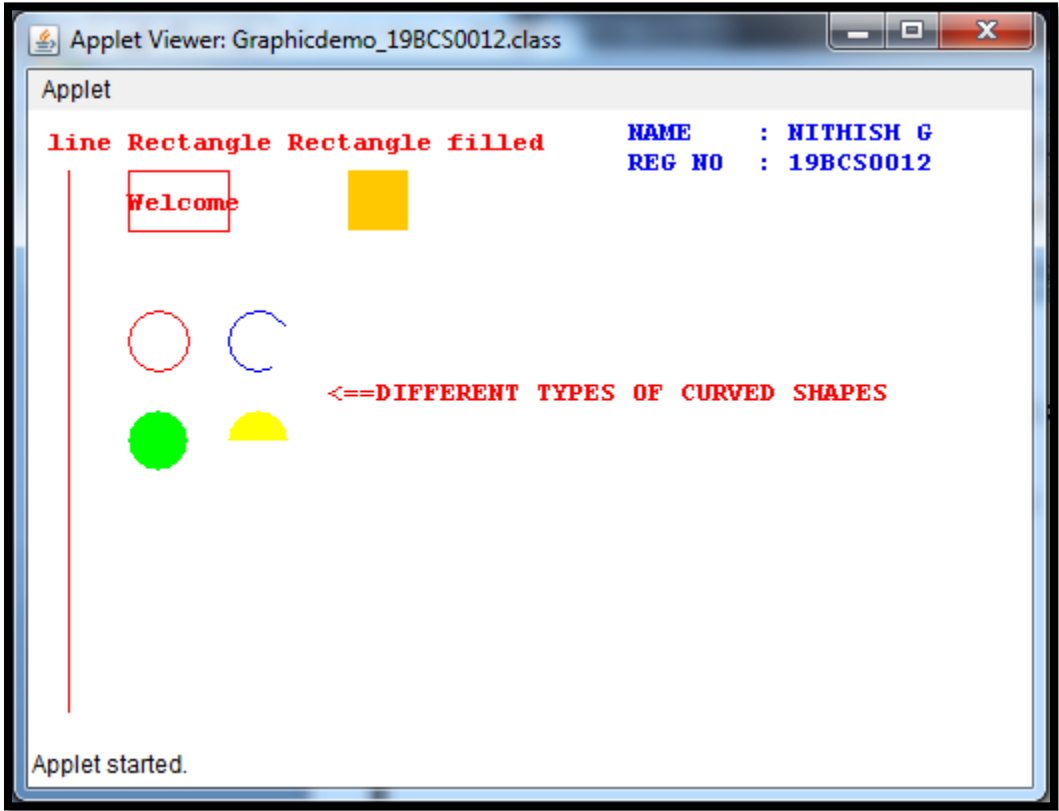 Applet Viewer: Graphicdemo_19BCS0012.class
Applet
line Rectangle Rectangle filled
NAME : NITHISH G
REG NO : 19BCS0012
Welcome
<==DIFFERENT TYPES OF CURVED SHAPES
Applet started.